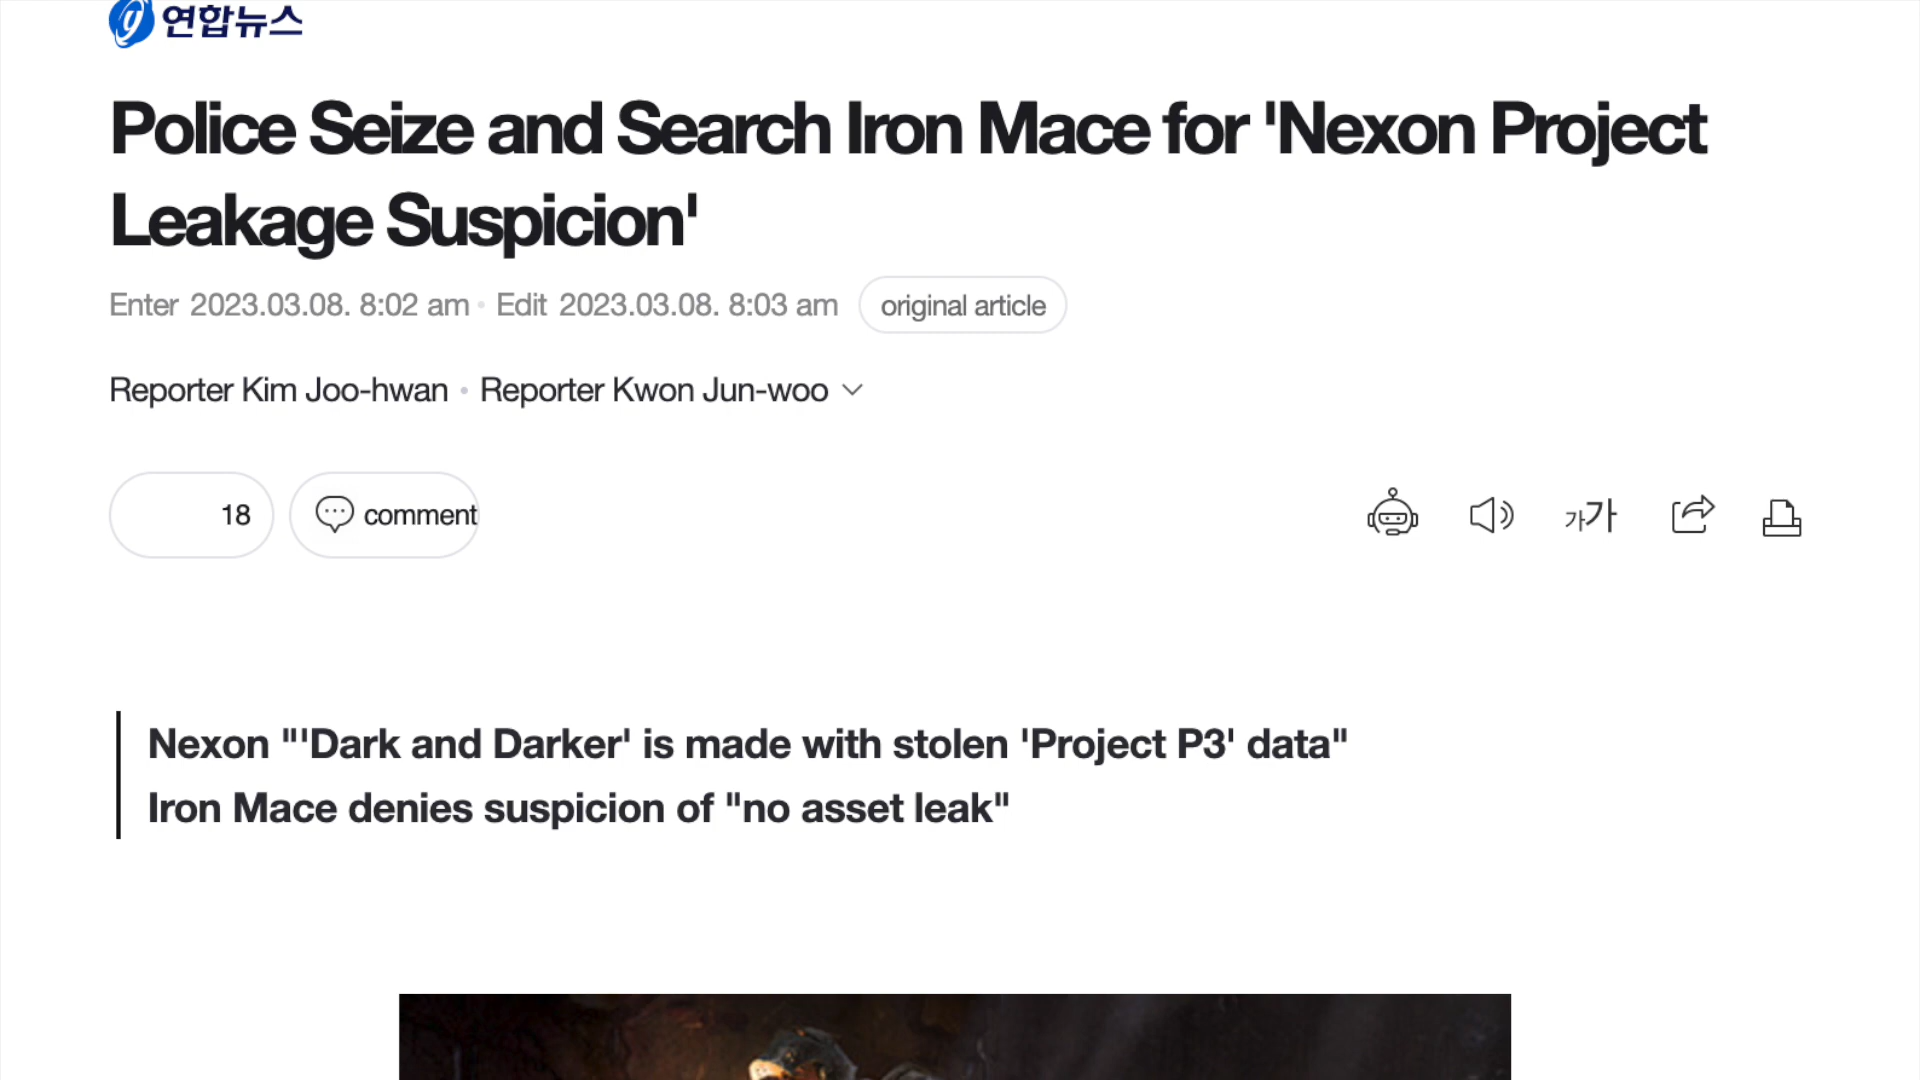 연합뉴스
Police Seize and Search Iron Mace for 'Nexon Project
Leakage Suspicion'
Enter 2023.03.08. 8:02 am · Edit 2023.03.08. 8:03 am original article
Reporter Kim Joo-hwan · Reporter Kwon Jun-woo
18 comment 가가
Nexon "'Dark and Darker' is made with stolen 'Project P3' data"
Iron Mace denies suspicion of "no asset leak"